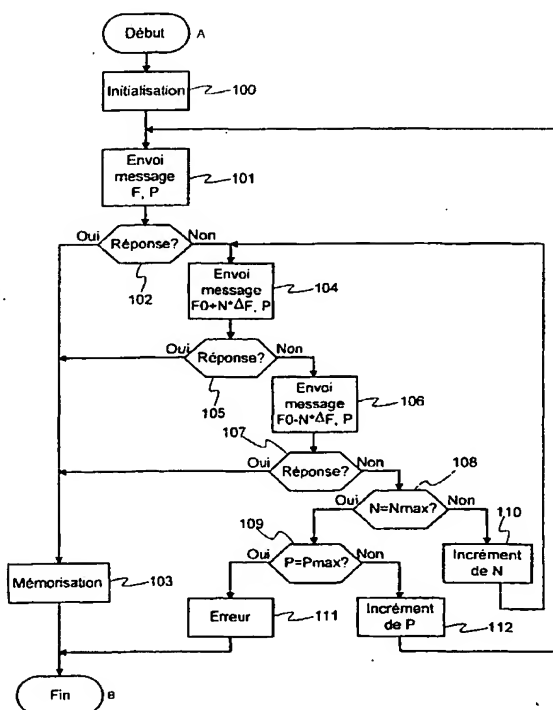 Début
A
Initialisation
100
Envoi
message
F, P
101
Oui
Réponse?
Non
102
Envoi
message
F0+N*ΔF, P
104
Oui
Réponse?
Non
105
Envoi
message
F0-N*ΔF, P
106
107
Oui
Réponse?
Non
108
Oui
N=Nmax?
Non
109
110
Oui
P=Pmax?
Non
Incrément
de N
Mémorisation
103
Erreur
111
Incrément
de P
112
Fin
B